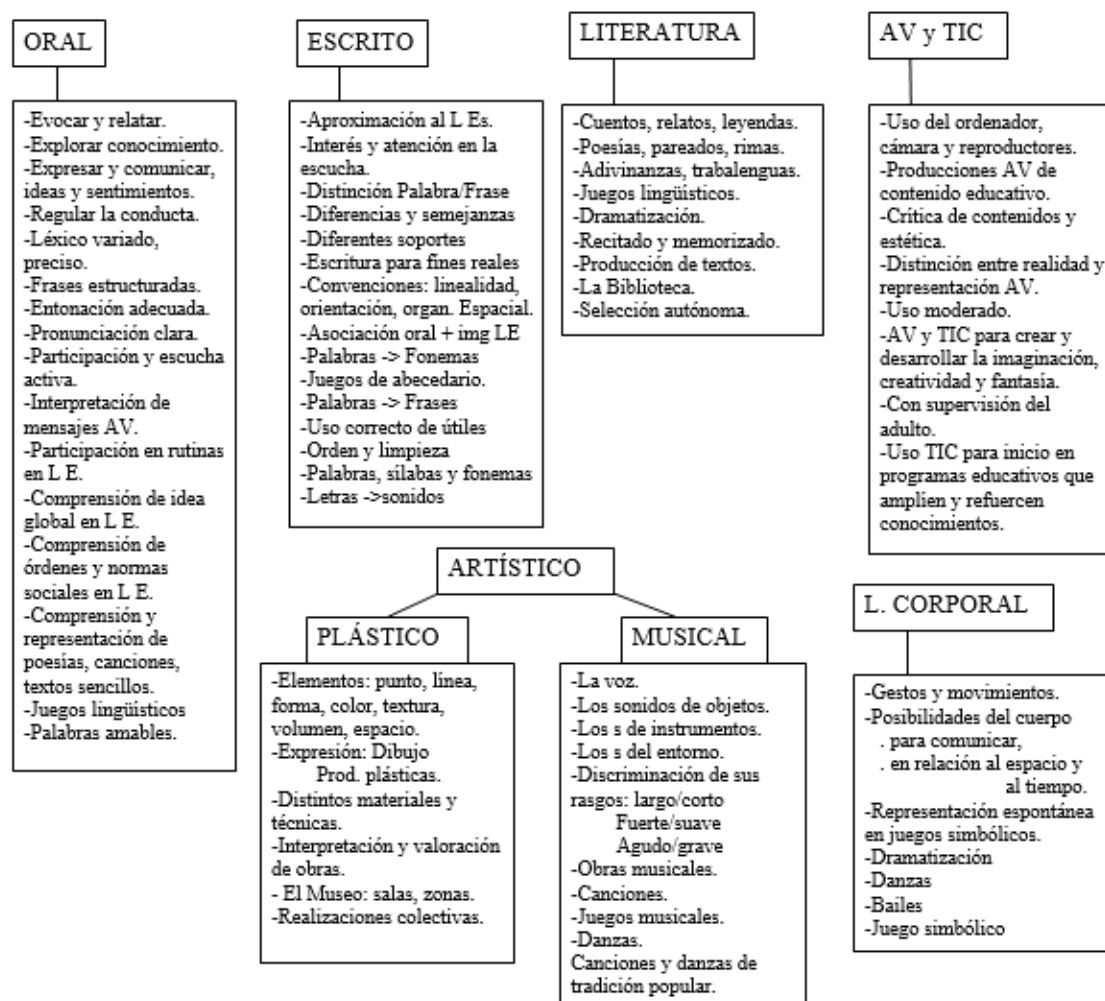 ORAL
-Evocar y relatar.
-Explorar conocimiento.
-Expresar y comunicar,
ideas y sentimientos.
-Regular la conducta.
-Léxico variado,
preciso.
-Frases estructuradas.
-Entonación adecuada.
-Pronunciación clara.
-Participación y escucha
activa.
-Interpretación de
mensajes AV.
-Participación en rutinas
en L E.
-Comprensión de idea
global en L E.
-Comprensión de
órdenes y normas
sociales en L E.
-Comprensión y
representación de
poesías, canciones,
textos sencillos.
-Juegos lingüísticos
-Palabras amables.
ESCRITO
-Aproximación al L Es.
-Interés y atención en la
escucha.
-Distinción Palabra/Frase
-Diferencias y semejanzas
-Diferentes soportes
-Escritura para fines reales
-Convenciones: linealidad,
orientación, organ. Espacial.
-Asociación oral + img LE
-Palabras -> Fonemas
-Juegos de abecedario.
-Palabras -> Frases
-Uso correcto de útiles
-Orden y limpieza
-Palabras, sílabas y fonemas
-Letras ->sonidos
LITERATURA
-Cuentos, relatos, leyendas.
-Poesías, pareados, rimas.
-Adivinanzas, trabalenguas.
-Juegos lingüísticos.
-Dramatización.
-Recitado y memorizado.
-Producción de textos.
-La Biblioteca.
-Selección autónoma.
AV y TIC
-Uso del ordenador,
cámara y reproductores.
-Producciones AV de
contenido educativo.
-Critica de contenidos y
estética.
-Distinción entre realidad y
representación AV.
-Uso moderado.
-AV y TIC para crear y
desarrollar la imaginación,
creatividad y fantasía.
-Con supervisión del
adulto.
-Uso TIC para inicio en
programas educativos que
amplien y refuercen
conocimientos.
ARTÍSTICO
PLÁSTICO
-Elementos: punto, línea,
forma, color, textura,
volumen, espacio.
-Expresión: Dibujo
Prod. plásticas.
-Distintos materiales y
técnicas.
-Interpretación y valoración
de obras.
- El Museo: salas, zonas.
-Realizaciones colectivas.
MUSICAL
-La voz.
-Los sonidos de objetos.
-Los s de instrumentos.
-Los s del entorno.
-Discriminación de sus
rasgos: largo/corto
Fuerte/suave
Agudo/grave
-Obras musicales.
-Canciones.
-Juegos musicales.
-Danzas.
Canciones y danzas de
tradición popular.
L. CORPORAL
-Gestos y movimientos.
-Posibilidades del cuerpo
. para comunicar,
. en relación al espacio y
al tiempo.
-Representación espontánea
en juegos simbólicos.
-Dramatización
-Danzas
-Bailes
-Juego simbólico